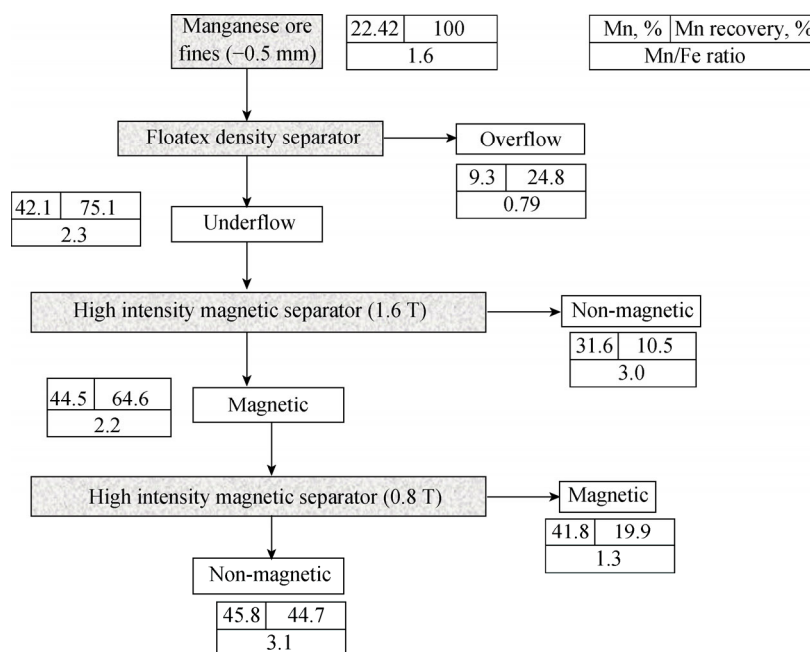 Manganese ore
fines (−0.5 mm)
22.42 100
1.6
Mn, % Mn recovery, %
Mn/Fe ratio
Floatex density separator
Overflow
9.3 24.8
0.79
42.1 75.1
2.3
Underflow
High intensity magnetic separator (1.6 T)
Non-magnetic
31.6 10.5
3.0
44.5 64.6
2.2
Magnetic
High intensity magnetic separator (0.8 T)
Magnetic
41.8 19.9
1.3
Non-magnetic
45.8 44.7
3.1